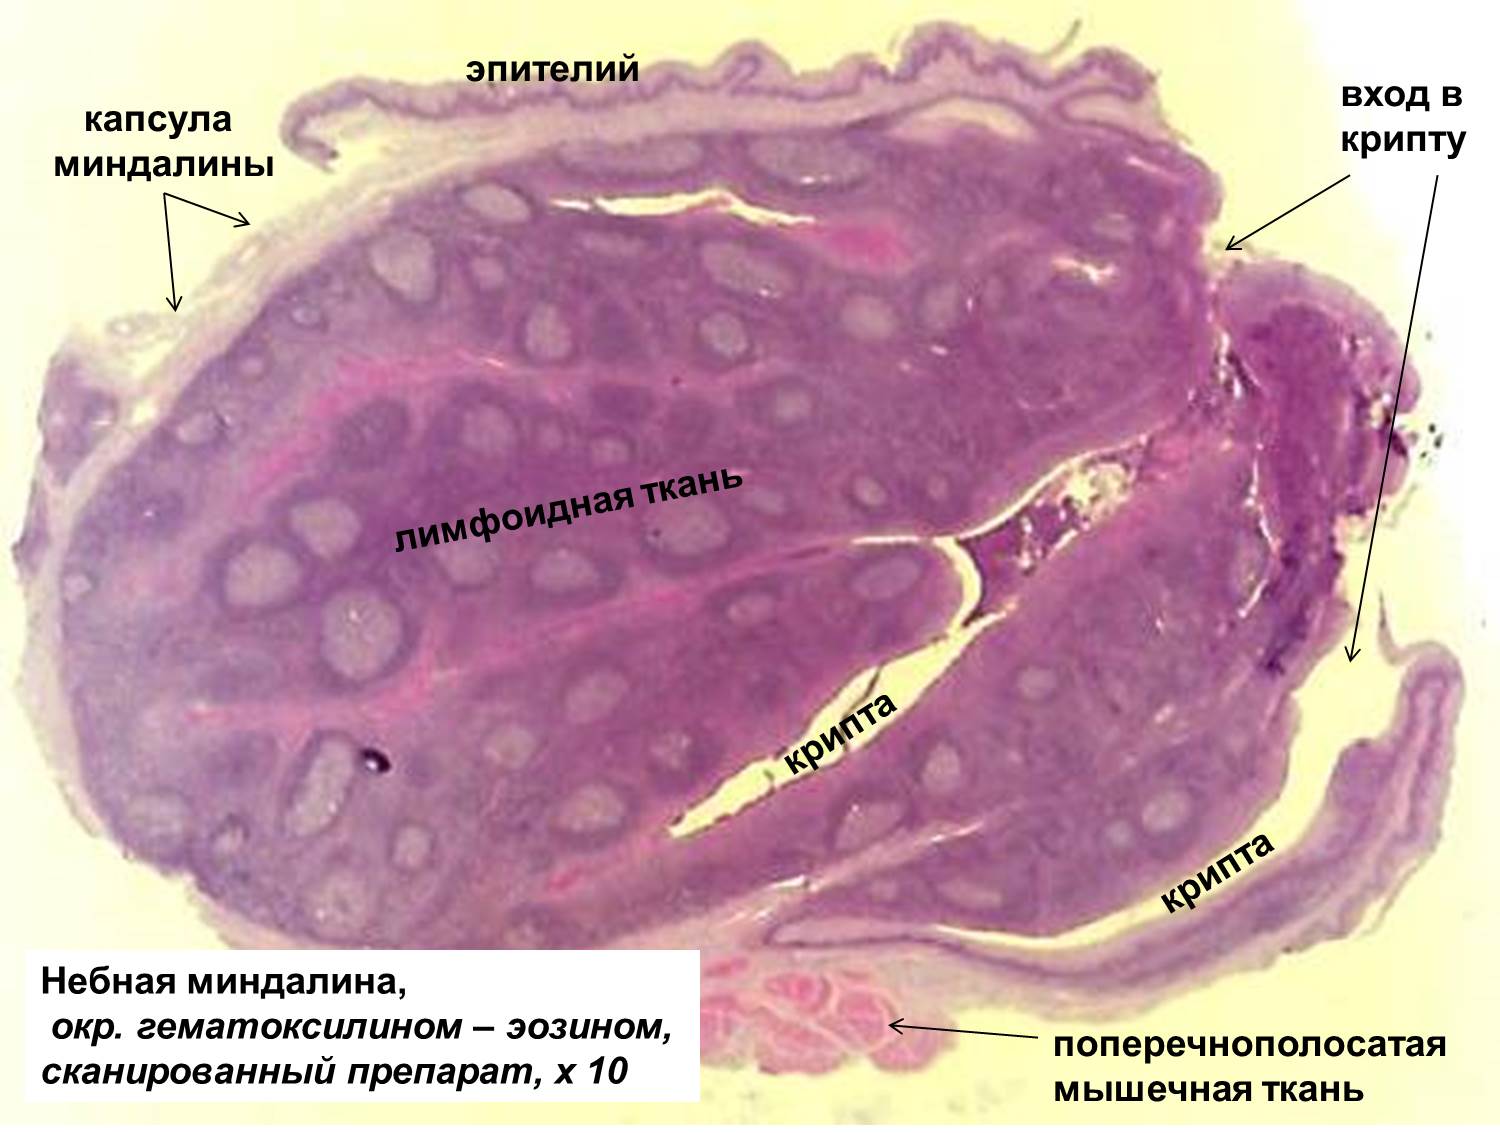 эпителий
капсула
миндалины
вход в
крипту
лимфоидная ткань
крипта
крипта
Небная миндалина,
окр. гематоксилином – эозином,
сканированный препарат, х 10
поперечнополосатая
мышечная ткань